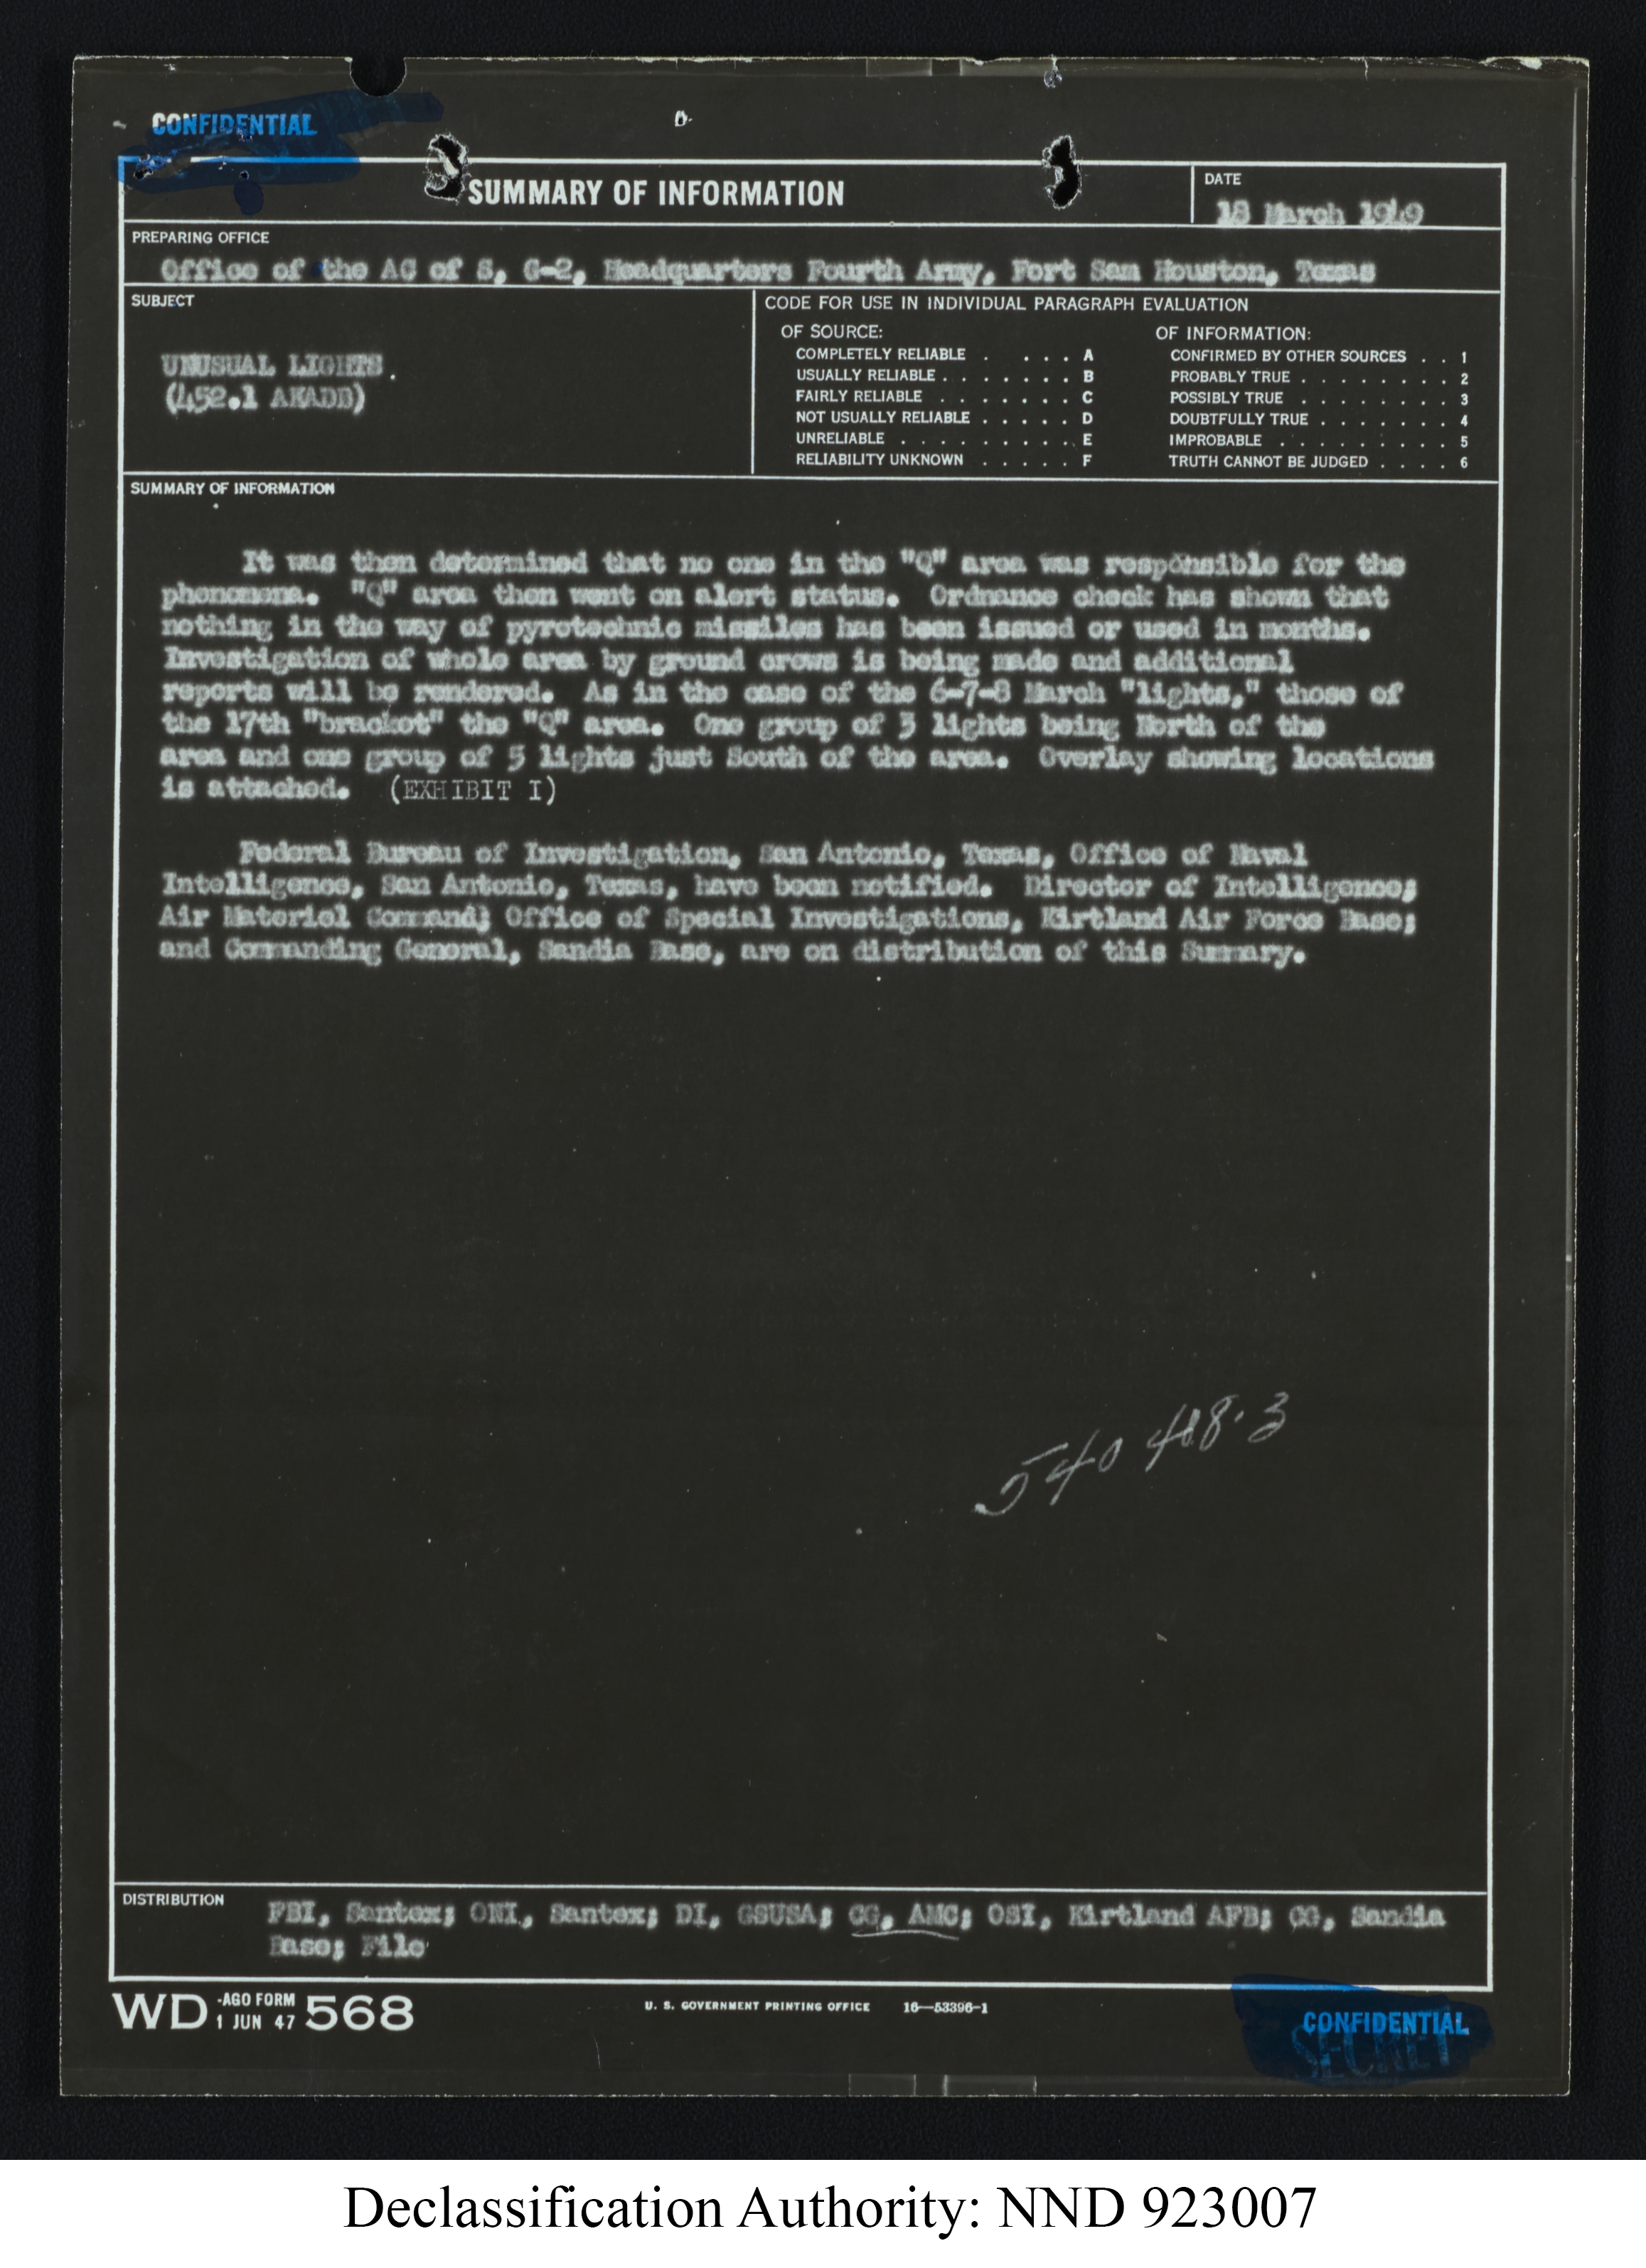 CONFIDENTIAL
SUMMARY OF INFORMATION
DATE
18 March 1949
PREPARING OFFICE
Office of the AC of S, G-2, Headquarters Fourth Army, Fort Sam Houston, Texas
SUBJECT
UNUSUAL LIGHTS.
(452.1 AKADB)
CODE FOR USE IN INDIVIDUAL PARAGRAPH EVALUATION
OF SOURCE:
COMPLETELY RELIABLE . . . . A
USUALLY RELIABLE . . . . . . . B
FAIRLY RELIABLE . . . . . . . C
NOT USUALLY RELIABLE . . . . . D
UNRELIABLE . . . . . . . . . . E
RELIABILITY UNKNOWN . . . . . F
OF INFORMATION:
CONFIRMED BY OTHER SOURCES . . 1
PROBABLY TRUE . . . . . . . . 2
POSSIBLY TRUE . . . . . . . . 3
DOUBTFULLY TRUE . . . . . . . 4
IMPROBABLE . . . . . . . . . 5
TRUTH CANNOT BE JUDGED . . . . 6
SUMMARY OF INFORMATION
It was then determined that no one in the "Q" area was responsible for the
phenomena. "Q" area then went on alert status. Ordnance check has shown that
nothing in the way of pyrotechnic missiles has been issued or used in months.
Investigation of whole area by ground crews is being made and additional
reports will be rendered. As in the case of the 6-7-8 March "lights," those of
the 17th "bracket" the "Q" area. One group of 3 lights being North of the
area and one group of 5 lights just South of the area. Overlay showing locations
is attached. (EXHIBIT I)
Federal Bureau of Investigation, San Antonio, Texas, Office of Naval
Intelligence, San Antonio, Texas, have been notified. Director of Intelligence;
Air Materiel Command; Office of Special Investigations, Kirtland Air Force Base;
and Commanding General, Sandia Base, are on distribution of this Summary.
540 418.3
DISTRIBUTION
FBI, Santex; ONI, Santex; DI, GSUSA; CG, AMC; OSI, Kirtland AFB; CG, Sandia
Base; File
WD AGO FORM 568
1 JUN 47
U. S. GOVERNMENT PRINTING OFFICE 16—53396-1
CONFIDENTIAL
SECRET
Declassification Authority: NND 923007